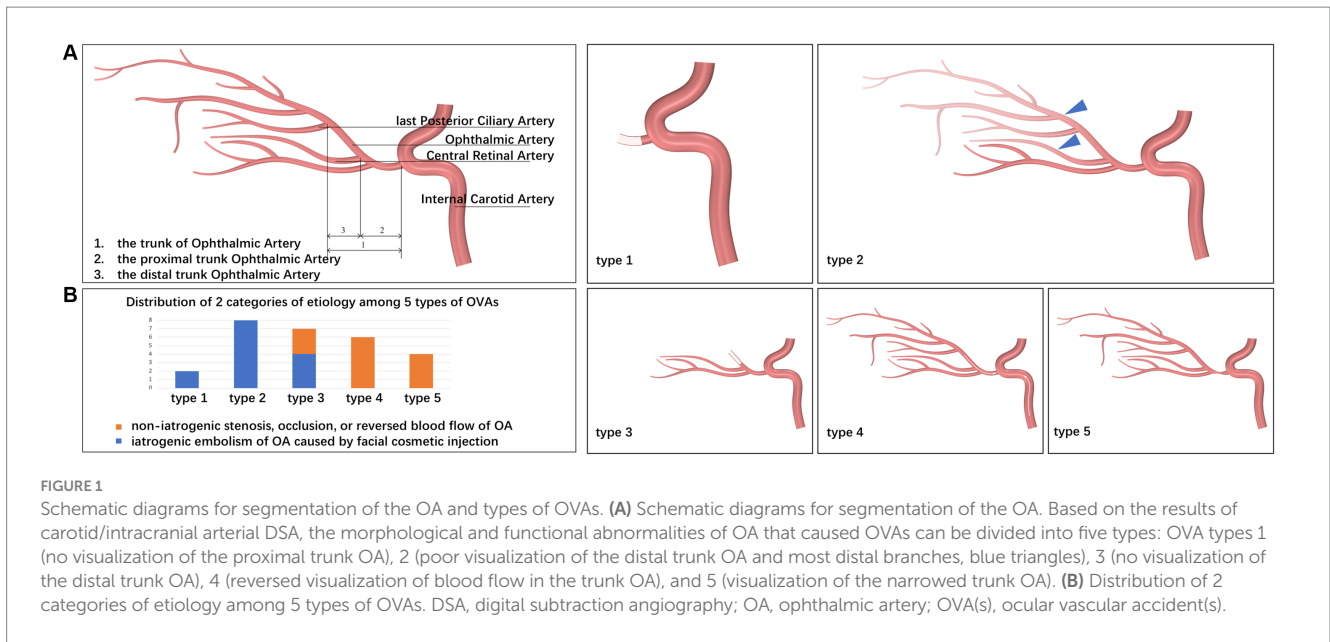 A
last Posterior Ciliary Artery
Ophthalmic Artery
Central Retinal Artery
Internal Carotid Artery
3 2
1
1. the trunk of Ophthalmic Artery
2. the proximal trunk Ophthalmic Artery
3. the distal trunk Ophthalmic Artery
type 1
type 2
B
Distribution of 2 categories of etiology among 5 types of OVAs
8
7
6
5
4
3
2
1
0
type 1 type 2 type 3 type 4 type 5
non-iatrogenic stenosis, occlusion, or reversed blood flow of OA
iatrogenic embolism of OA caused by facial cosmetic injection
type 3
type 4
type 5
FIGURE 1
Schematic diagrams for segmentation of the OA and types of OVAs. (A) Schematic diagrams for segmentation of the OA. Based on the results of
carotid/intracranial arterial DSA, the morphological and functional abnormalities of OA that caused OVAs can be divided into five types: OVA types 1
(no visualization of the proximal trunk OA), 2 (poor visualization of the distal trunk OA and most distal branches, blue triangles), 3 (no visualization of
the distal trunk OA), 4 (reversed visualization of blood flow in the trunk OA), and 5 (visualization of the narrowed trunk OA). (B) Distribution of 2
categories of etiology among 5 types of OVAs. DSA, digital subtraction angiography; OA, ophthalmic artery; OVA(s), ocular vascular accident(s).